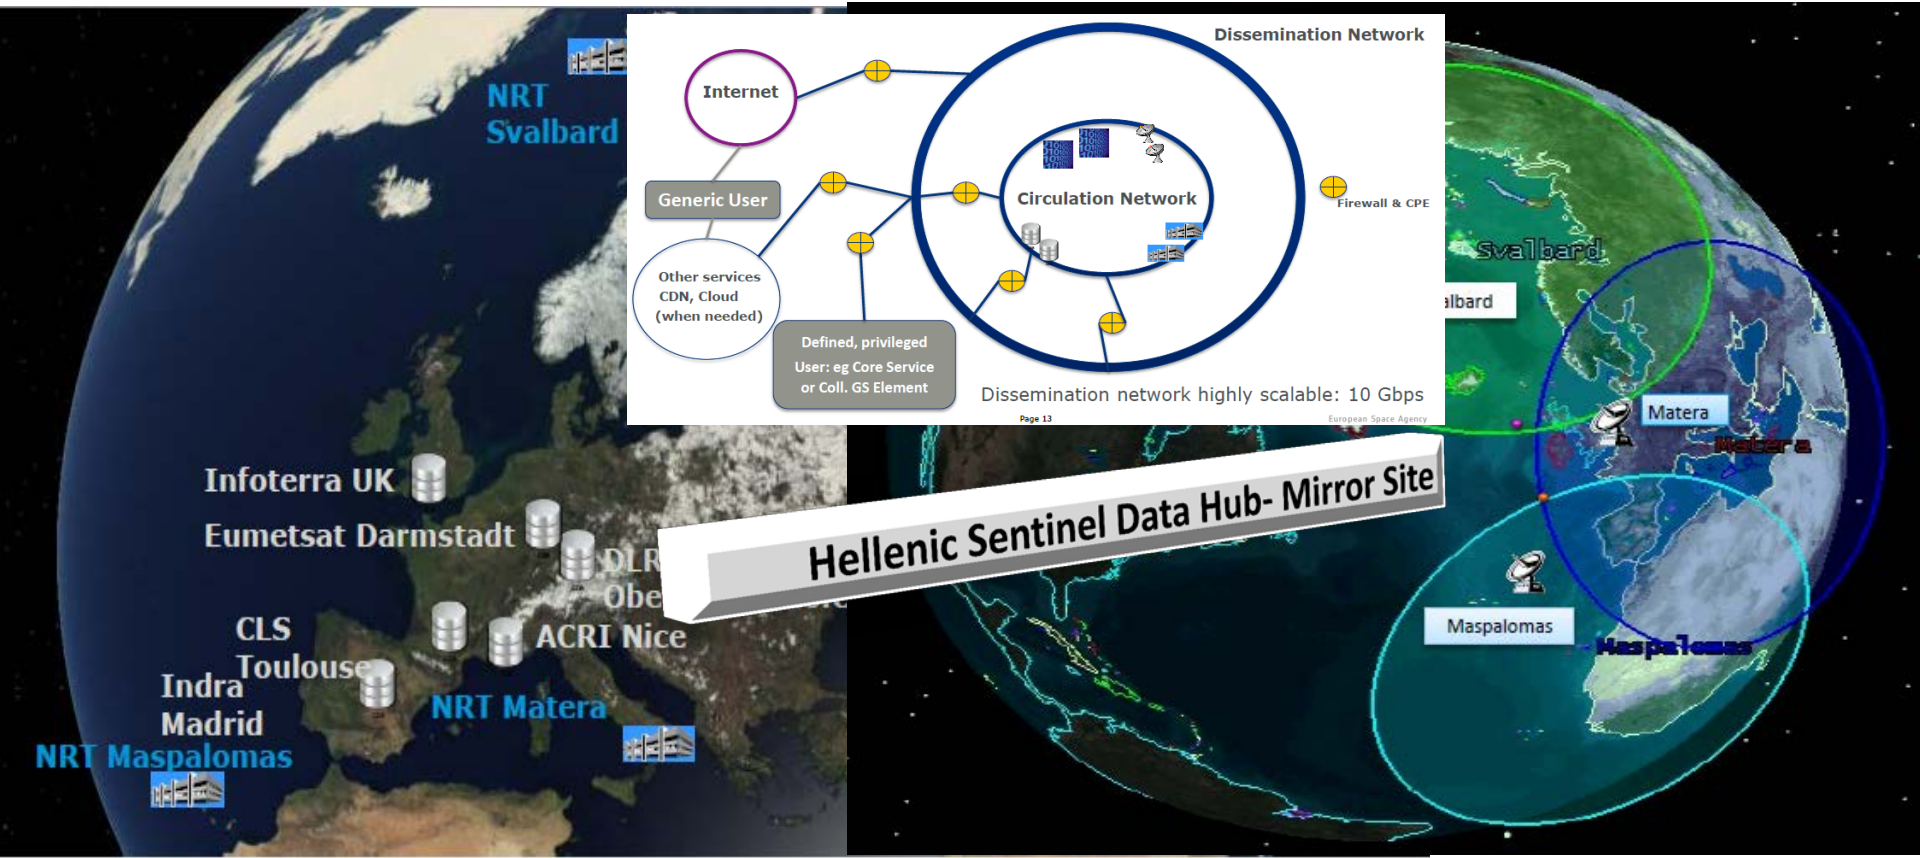 NRT
Svalbard
Infoterra UK
Eumetsat Darmstadt
DLR
Obe
CLS
Toulouse
ACRI Nice
Indra
Madrid
NRT Matera
NRT Maspalomas
Dissemination Network
Internet
Generic User
Circulation Network
Firewall & CPE
Other services
CDN, Cloud
(when needed)
Defined, privileged
User: eg Core Service
or Coll. GS Element
Dissemination network highly scalable: 10 Gbps
Page 13
European Space Agency
Hellenic Sentinel Data Hub- Mirror Site
Svalbard
albard
Matera
Matera
Maspalomas
Maspalomas